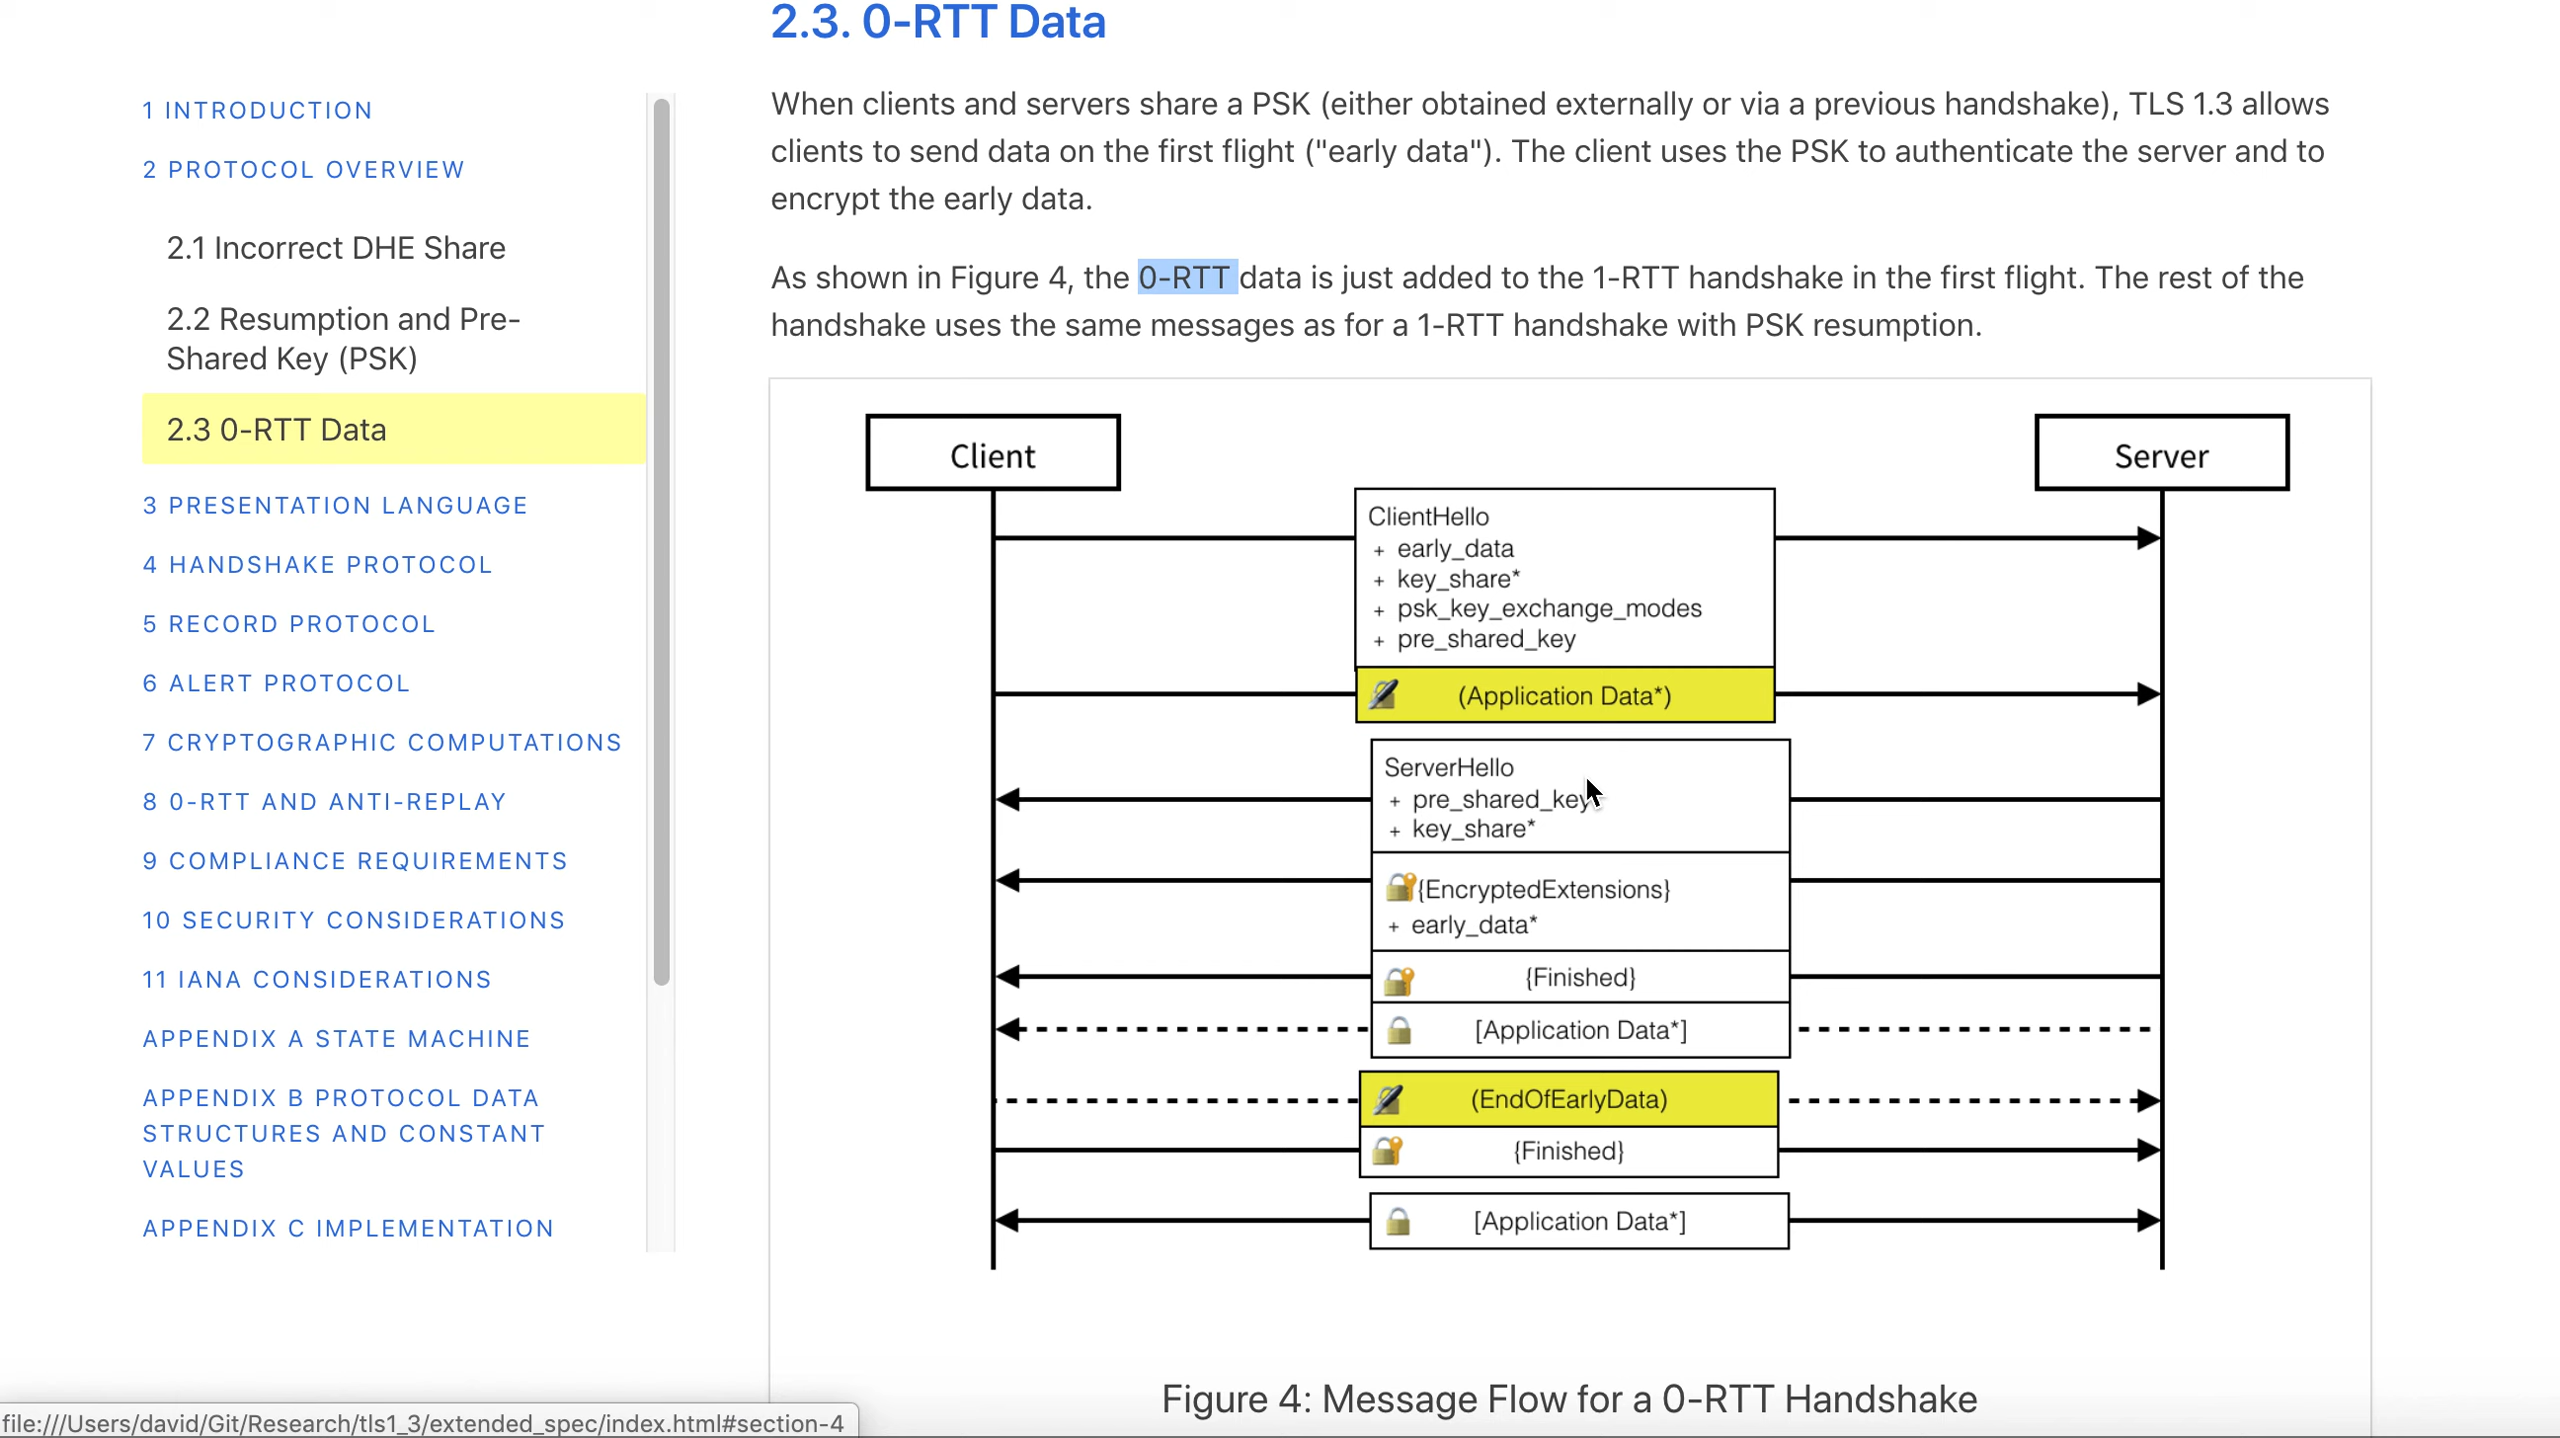 2.3. 0-RTT Data
1 INTRODUCTION
2 PROTOCOL OVERVIEW
2.1 Incorrect DHE Share
2.2 Resumption and Pre-
Shared Key (PSK)
2.3 0-RTT Data
3 PRESENTATION LANGUAGE
4 HANDSHAKE PROTOCOL
5 RECORD PROTOCOL
6 ALERT PROTOCOL
7 CRYPTOGRAPHIC COMPUTATIONS
8 0-RTT AND ANTI-REPLAY
9 COMPLIANCE REQUIREMENTS
10 SECURITY CONSIDERATIONS
11 IANA CONSIDERATIONS
APPENDIX A STATE MACHINE
APPENDIX B PROTOCOL DATA
STRUCTURES AND CONSTANT
VALUES
APPENDIX C IMPLEMENTATION
When clients and servers share a PSK (either obtained externally or via a previous handshake), TLS 1.3 allows
clients to send data on the first flight ("early data"). The client uses the PSK to authenticate the server and to
encrypt the early data.
As shown in Figure 4, the 0-RTT data is just added to the 1-RTT handshake in the first flight. The rest of the
handshake uses the same messages as for a 1-RTT handshake with PSK resumption.
Client
Server
ClientHello
+ early_data
+ key_share*
+ psk_key_exchange_modes
+ pre_shared_key
(Application Data*)
ServerHello
+ pre_shared_key
+ key_share*
{EncryptedExtensions}
+ early_data*
{Finished}
[Application Data*]
(EndOfEarlyData)
{Finished}
[Application Data*]
Figure 4: Message Flow for a 0-RTT Handshake
file:///Users/david/Git/Research/tls1_3/extended_spec/index.html#section-4